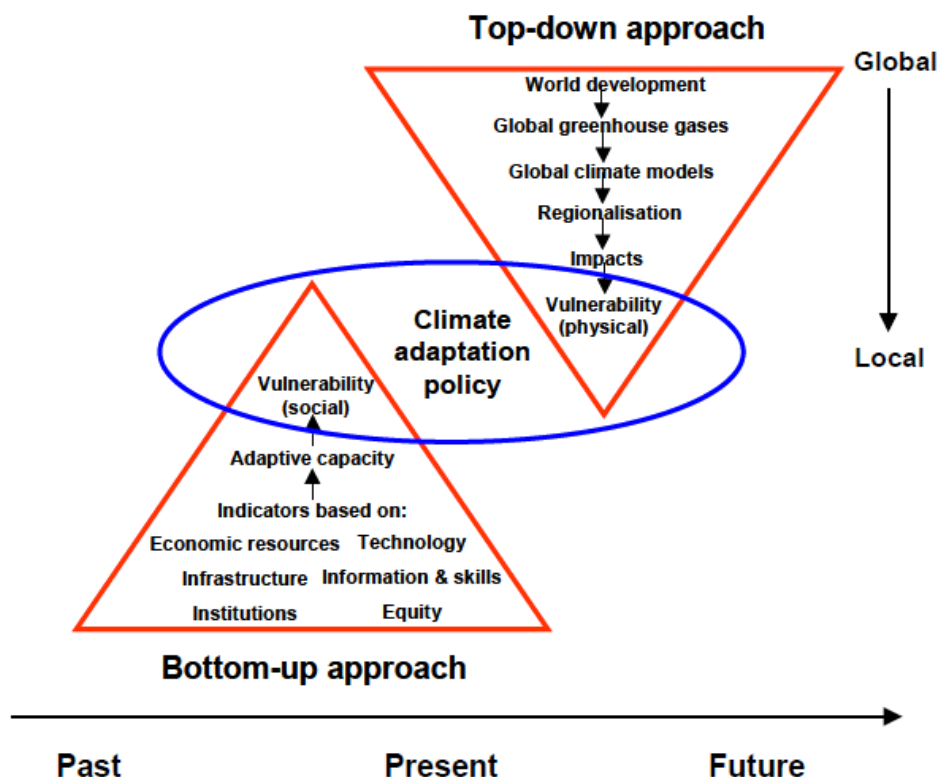 Top-down approach
Global
World development
Global greenhouse gases
Global climate models
Regionalisation
Impacts
Vulnerability
(physical)
Local
Climate
adaptation
policy
Vulnerability
(social)
Adaptive capacity
Indicators based on:
Economic resources Technology
Infrastructure Information & skills
Institutions Equity
Bottom-up approach
Past Present Future